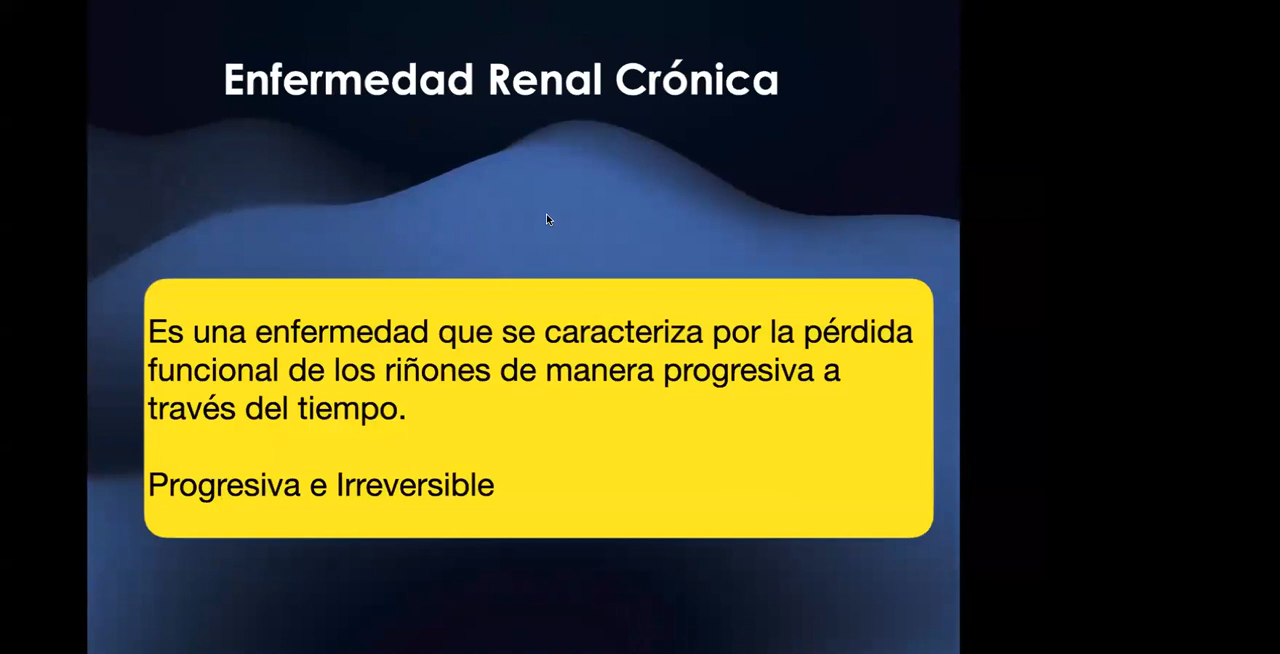 Enfermedad Renal Crónica
Es una enfermedad que se caracteriza por la pérdida
funcional de los riñones de manera progresiva a
través del tiempo.
Progresiva e Irreversible